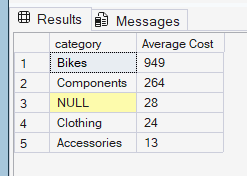 Results Messages
category Average Cost
1 Bikes 949
2 Components 264
3 NULL 28
4 Clothing 24
5 Accessories 13